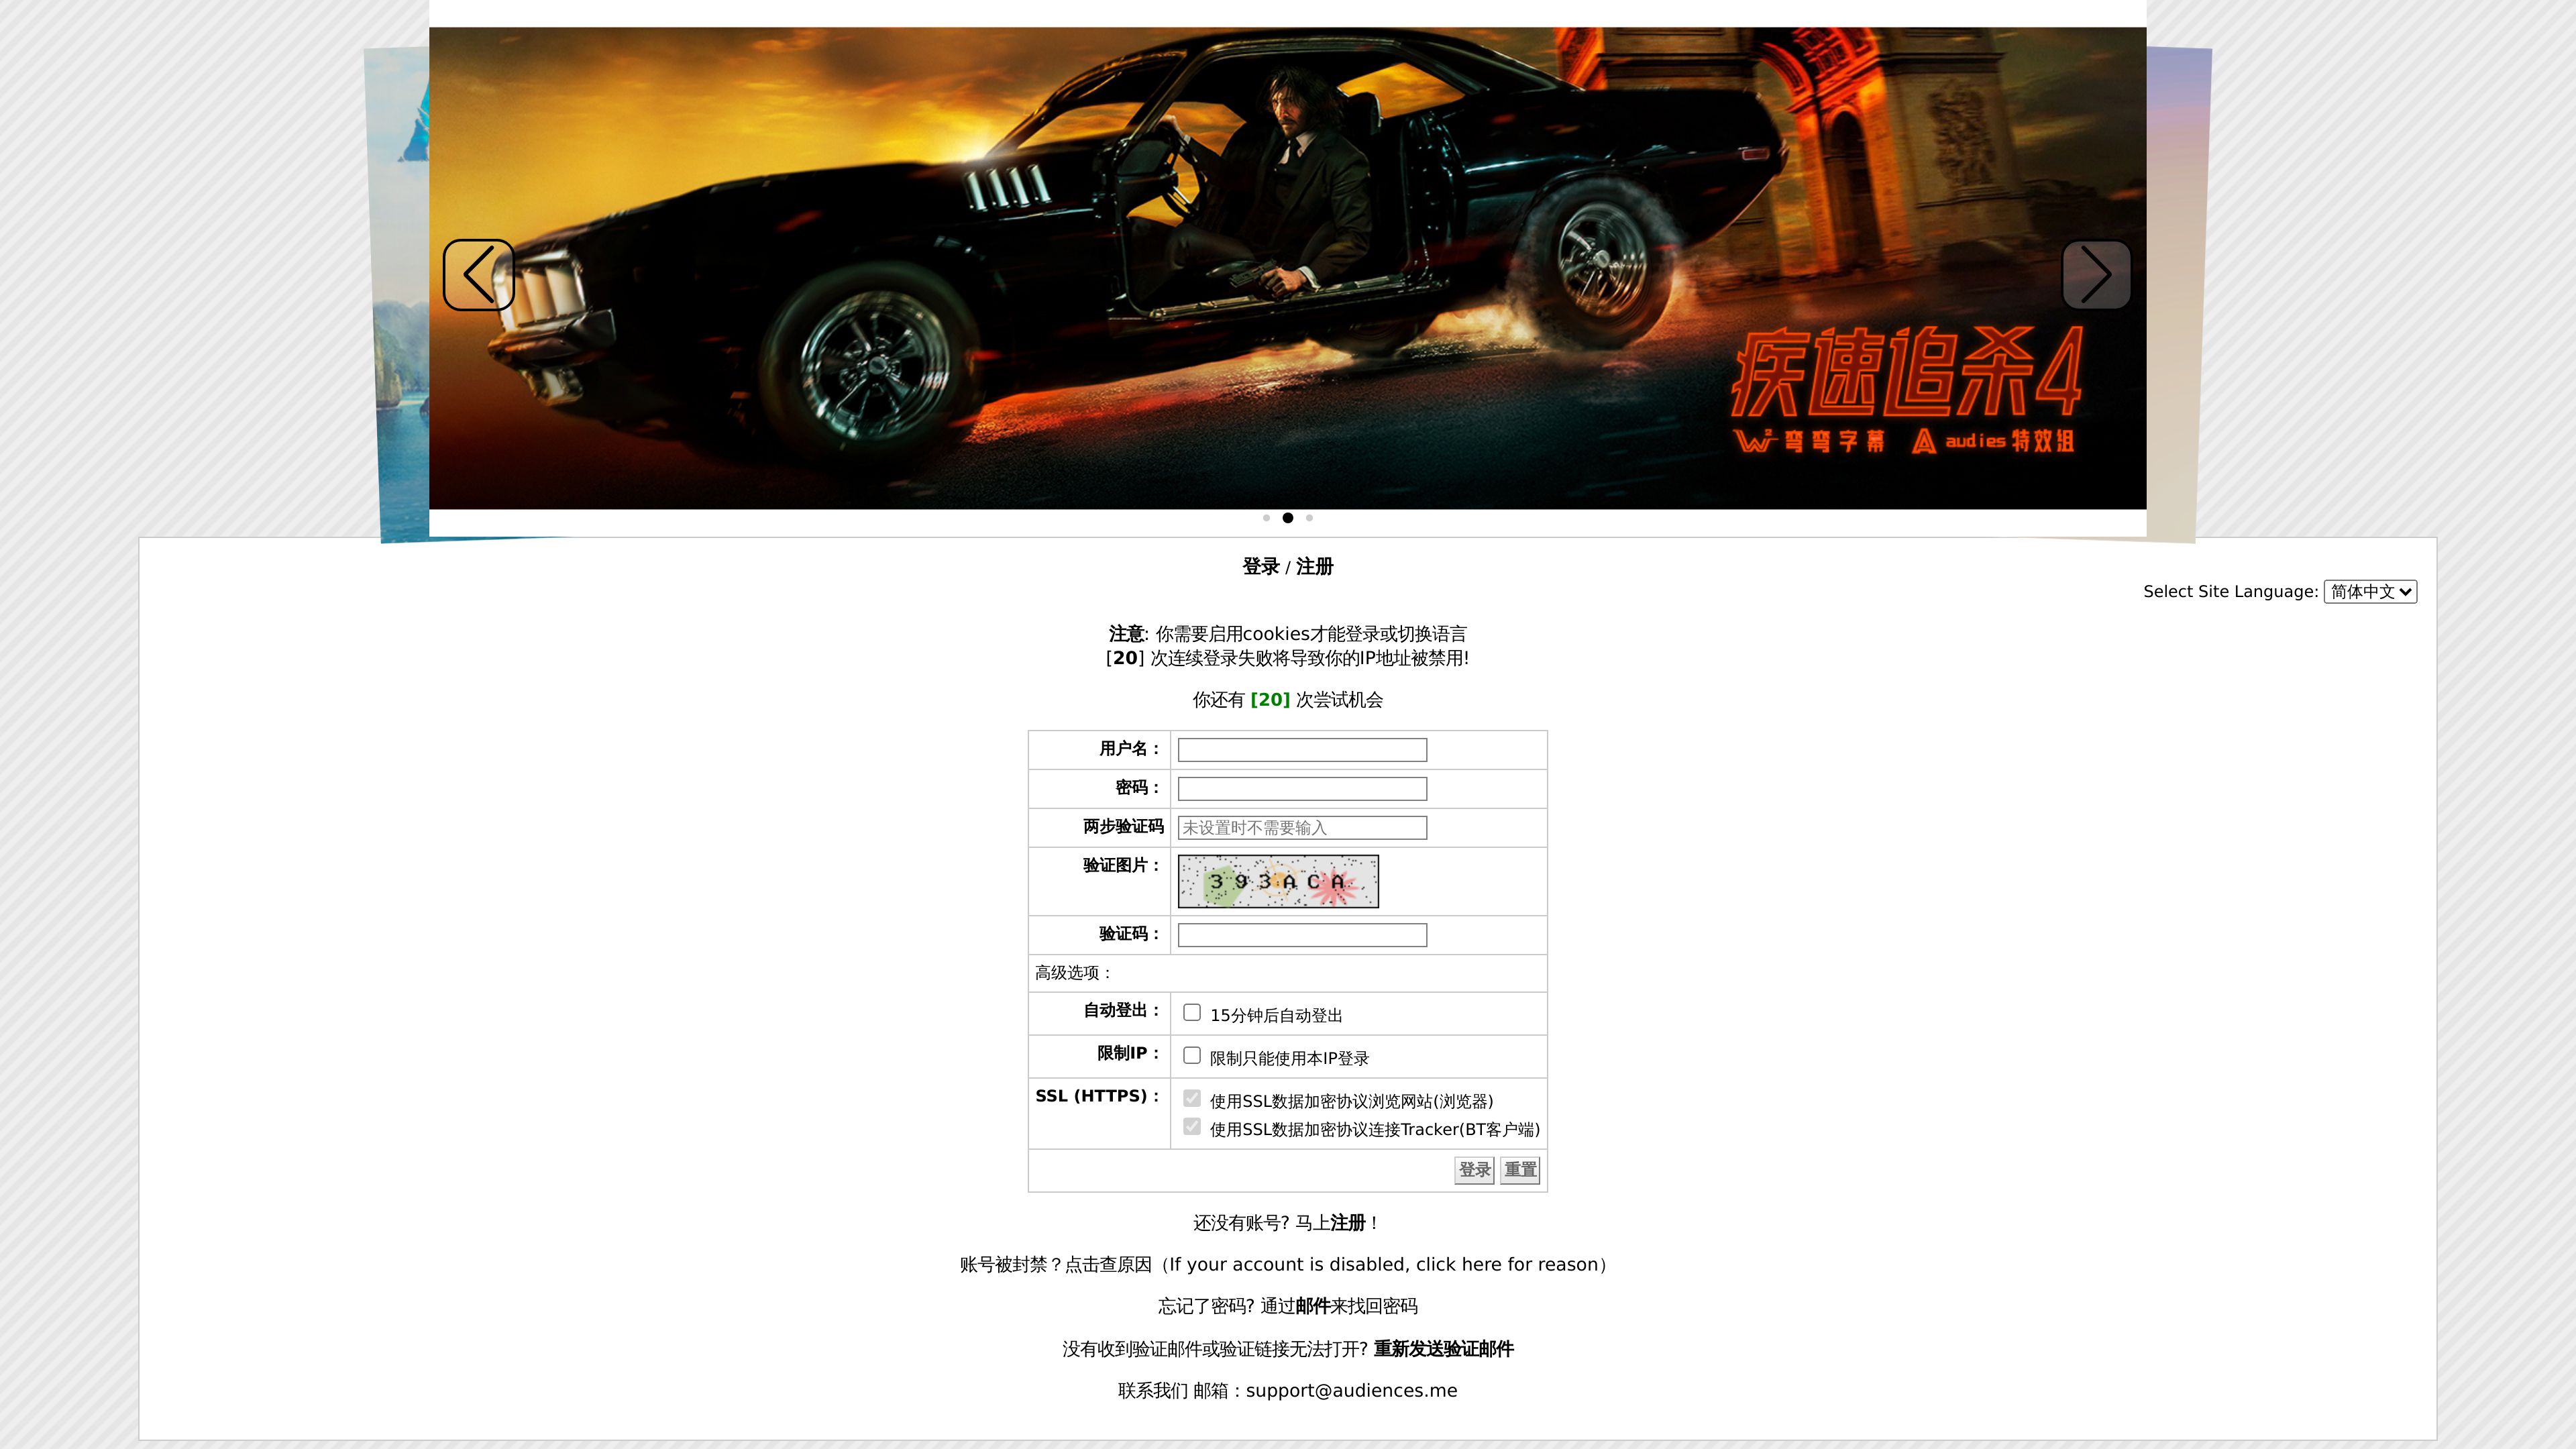 疾速追杀4
弯弯字幕 audies 特效组
登录 / 注册
Select Site Language: 简体中文
注意: 你需要启用cookies才能登录或切换语言
[20] 次连续登录失败将导致你的IP地址被禁用!
你还有 [20] 次尝试机会
用户名：
密码：
两步验证码 未设置时不需要输入
验证图片： 393ACA
验证码：
高级选项：
自动登出： 15分钟后自动登出
限制IP： 限制只能使用本IP登录
SSL (HTTPS)： 使用SSL数据加密协议浏览网站(浏览器)
使用SSL数据加密协议连接Tracker(BT客户端)
登录 重置
还没有账号? 马上注册！
账号被封禁？点击查原因（If your account is disabled, click here for reason）
忘记了密码? 通过邮件来找回密码
没有收到验证邮件或验证链接无法打开? 重新发送验证邮件
联系我们 邮箱：support@audiences.me